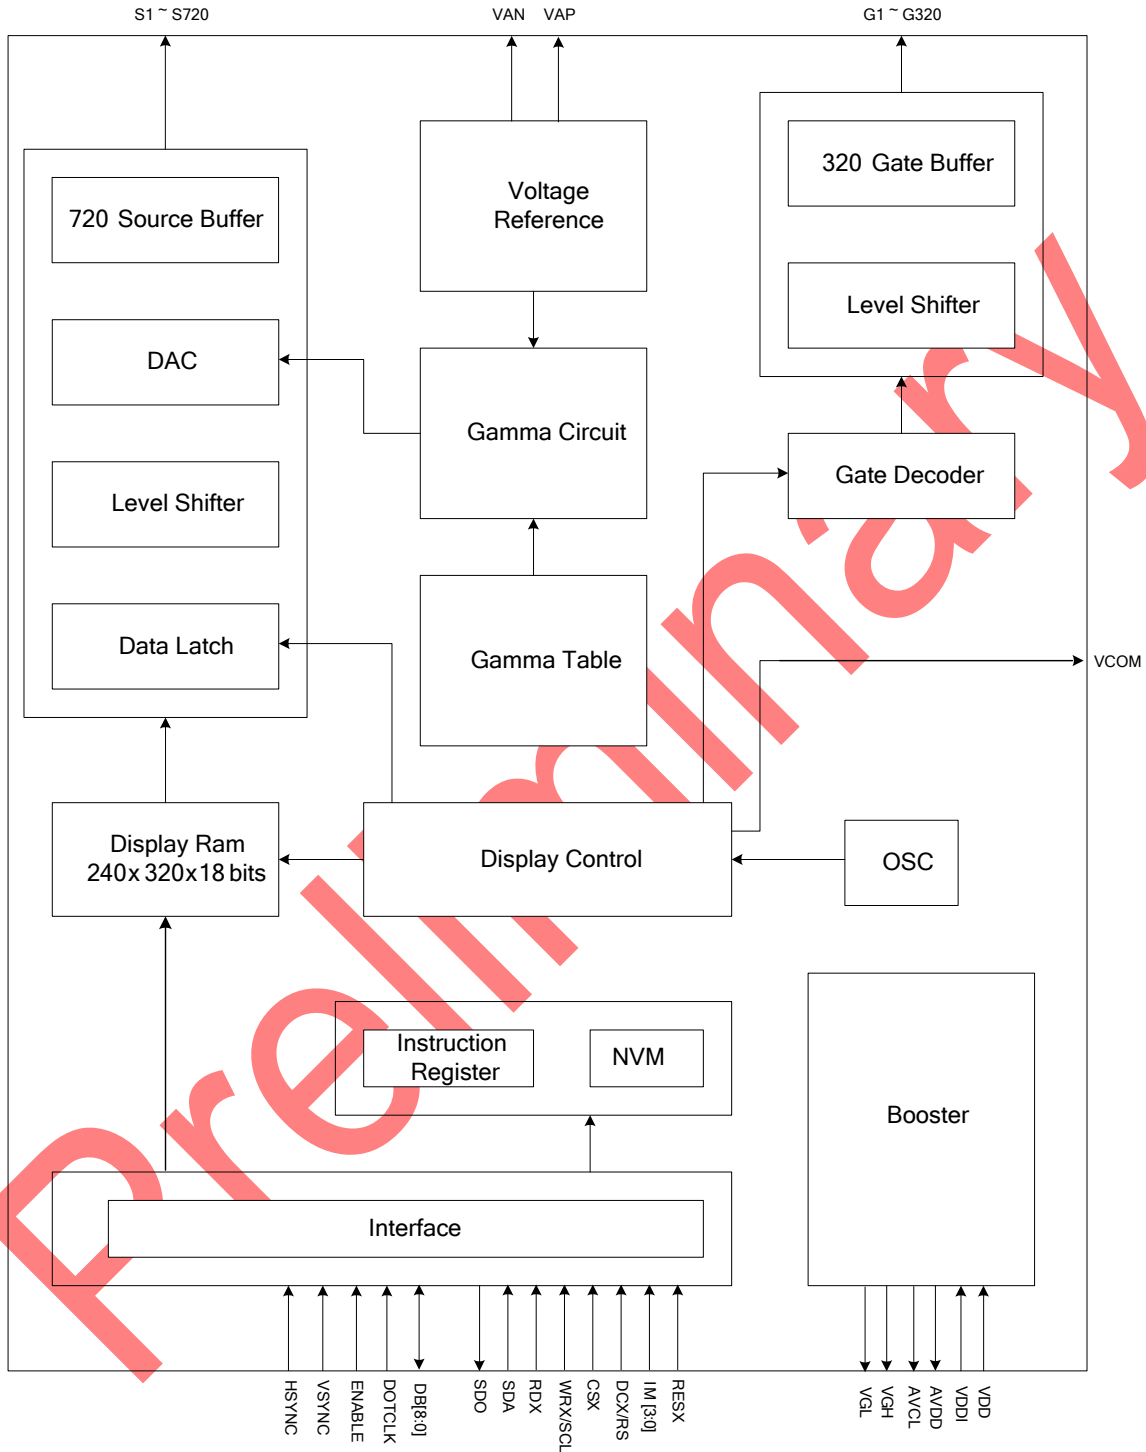 S1 ~ S720
VAN
VAP
G1 ~ G320
720 Source Buffer
DAC
Level Shifter
Data Latch
Voltage
Reference
Gamma Circuit
Gamma Table
320 Gate Buffer
Level Shifter
Gate Decoder
VCOM
Display Ram
240x 320x18 bits
Display Control
OSC
Instruction
Register
NVM
Booster
Interface
HSYNC
VSYNC
ENABLE
DOTCLK
DB[8:0]
SDO
SDA
RDX
WRX/SCL
CSX
DCX/RS
IM [3:0]
RESX
VGL
VGH
AVCL
AVDD
VDDI
VDD
Preliminary